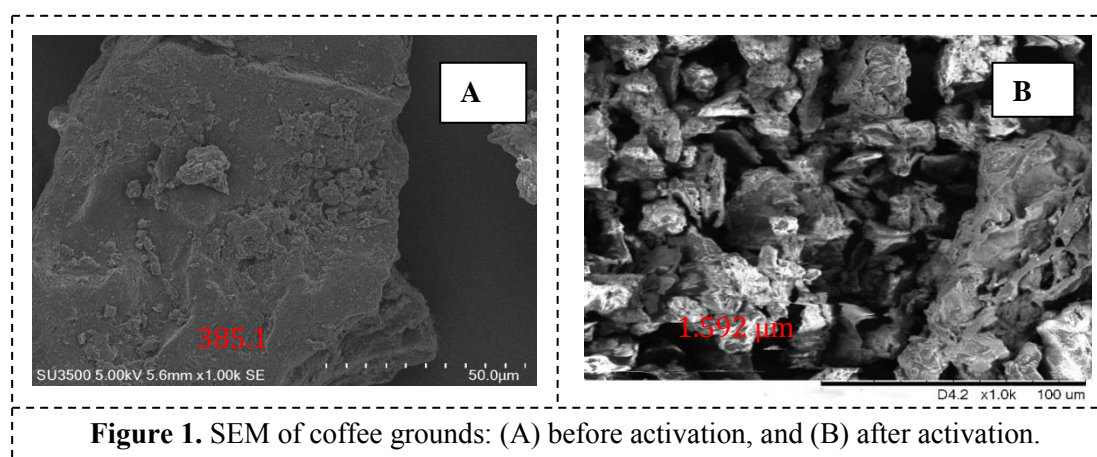 A
385.1
SU3500 5.00kV 5.6mm x1.00k SE 50.0µm
B
1.592 µm
D4.2 x1.0k 100 um
Figure 1. SEM of coffee grounds: (A) before activation, and (B) after activation.